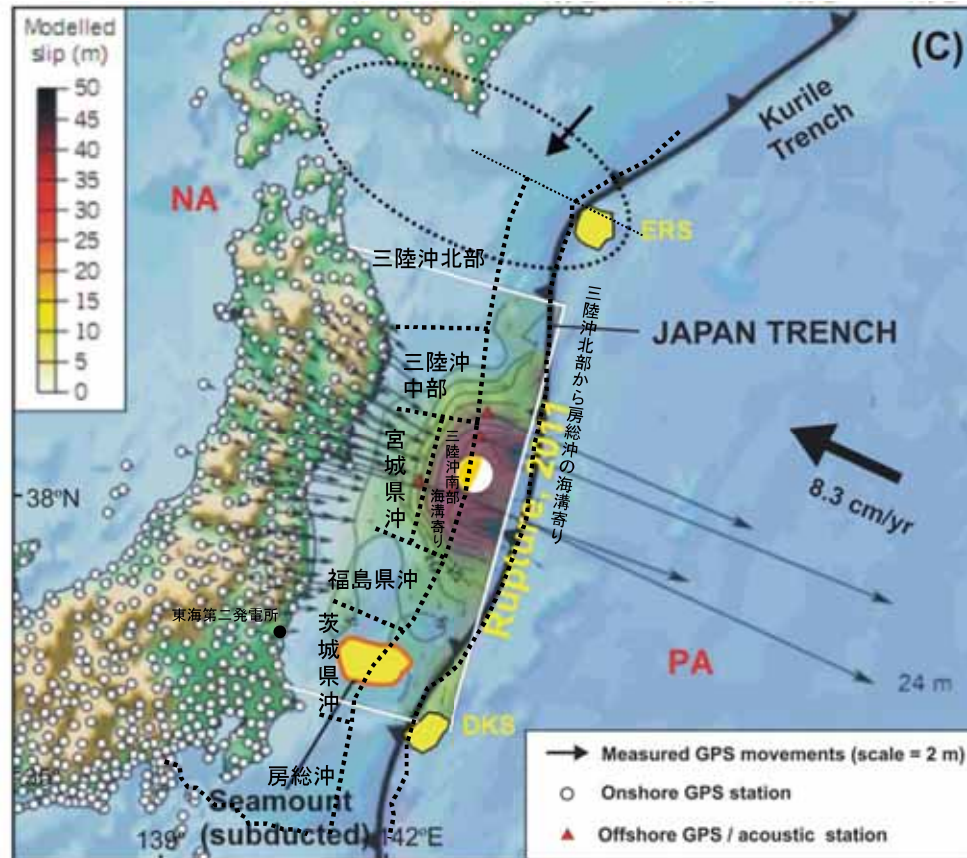 Modelled
slip (m)
50
45
40
35
30
25
20
15
10
5
0
(C)
Kurile
Trench
NA
ERS
三陸沖北部
JAPAN TRENCH
三陸沖北部から房総沖の海溝寄り
三陸沖
中部
宮城県沖
三陸沖南部
海溝寄り
Rupture, 2011
8.3 cm/yr
38°N
福島県沖
東海第二発電所
茨城県沖
PA
24 m
DKS
房総沖
Seamount
(subducted)
139°
142°E
Measured GPS movements (scale = 2 m)
Onshore GPS station
Offshore GPS / acoustic station